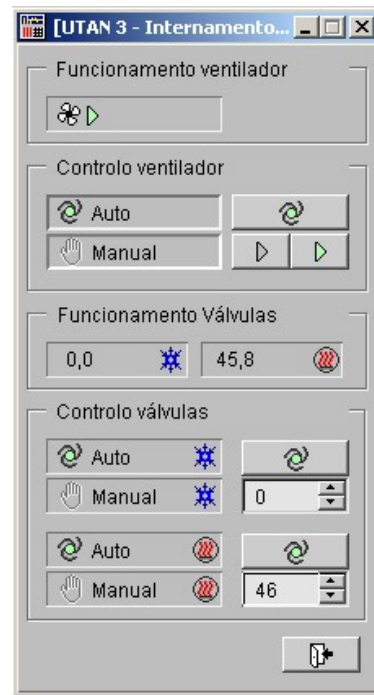 [UTAN 3 - Internamento...
Funcionamento ventilador
Controlo ventilador
Auto
Manual
Funcionamento Válvulas
0,0 45,8
Controlo válvulas
Auto
Manual 0
Auto
Manual 46